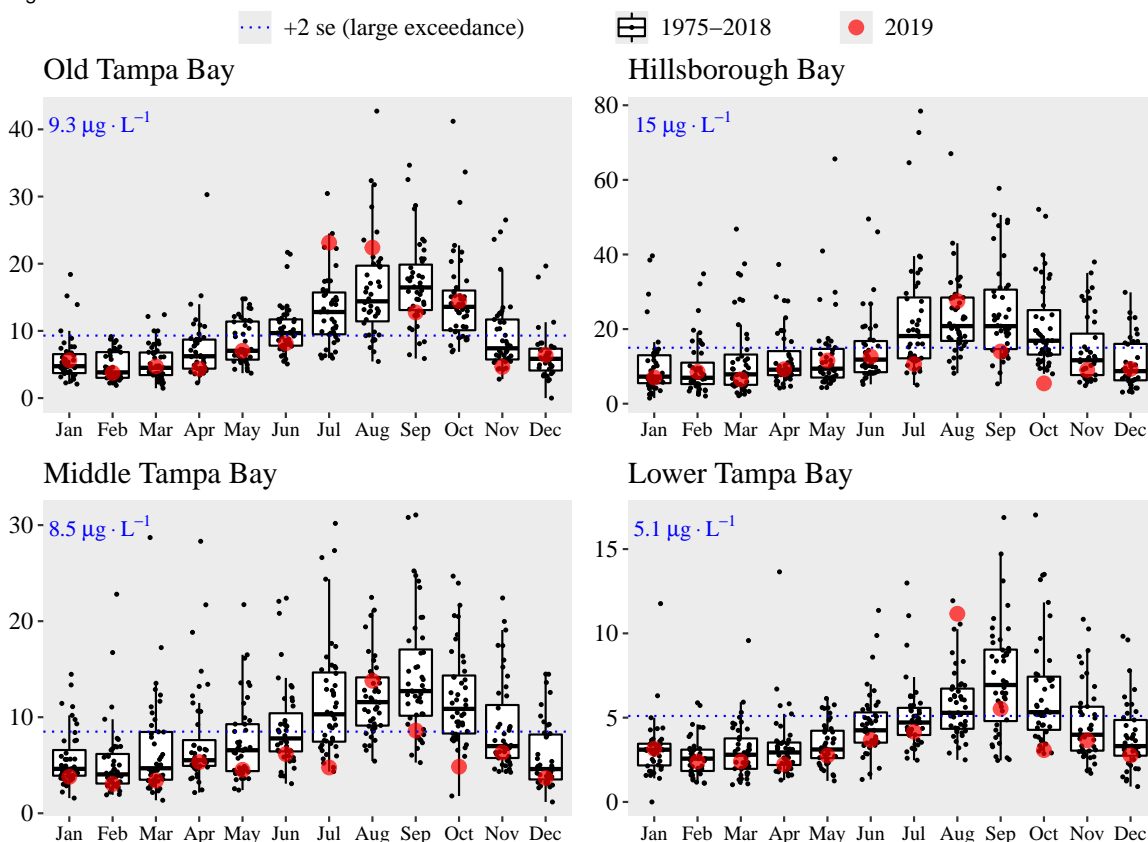 +2 se (large exceedance) 1975–2018 2019
Old Tampa Bay
9.3 μg · L⁻¹
40
30
20
10
0
Jan Feb Mar Apr May Jun Jul Aug Sep Oct Nov Dec
Hillsborough Bay
15 μg · L⁻¹
80
60
40
20
0
Jan Feb Mar Apr May Jun Jul Aug Sep Oct Nov Dec
Middle Tampa Bay
8.5 μg · L⁻¹
30
20
10
0
Jan Feb Mar Apr May Jun Jul Aug Sep Oct Nov Dec
Lower Tampa Bay
5.1 μg · L⁻¹
15
10
5
0
Jan Feb Mar Apr May Jun Jul Aug Sep Oct Nov Dec